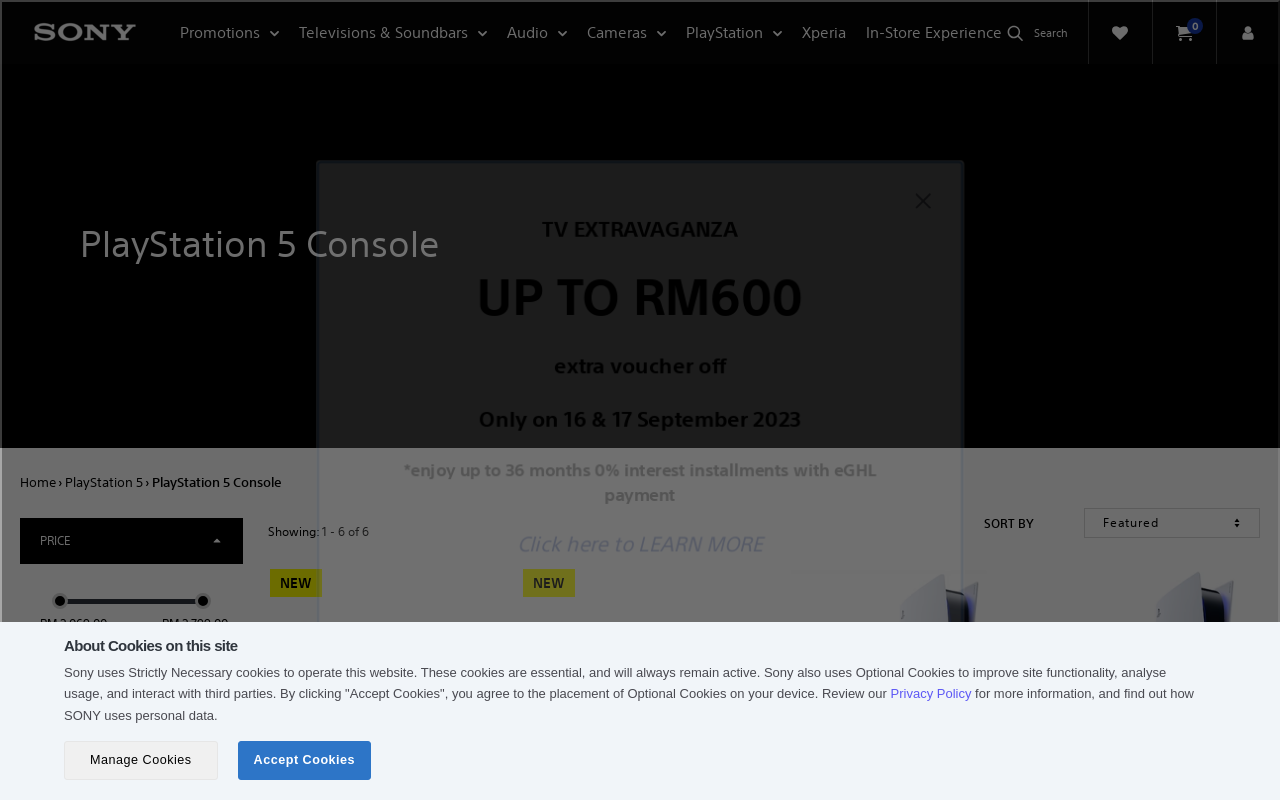 SONY
Promotions
Televisions & Soundbars
Audio
Cameras
PlayStation
Xperia
In-Store Experience
Search
0
PlayStation 5 Console
TV EXTRAVAGANZA
UP TO RM600
extra voucher off
Only on 16 & 17 September 2023
*enjoy up to 36 months 0% interest installments with eGHL
payment
Click here to LEARN MORE
Home › PlayStation 5 › PlayStation 5 Console
PRICE
Showing: 1 - 6 of 6
SORT BY
Featured
NEW
NEW
About Cookies on this site
Sony uses Strictly Necessary cookies to operate this website. These cookies are essential, and will always remain active. Sony also uses Optional Cookies to improve site functionality, analyse
usage, and interact with third parties. By clicking "Accept Cookies", you agree to the placement of Optional Cookies on your device. Review our Privacy Policy for more information, and find out how
SONY uses personal data.
Manage Cookies
Accept Cookies